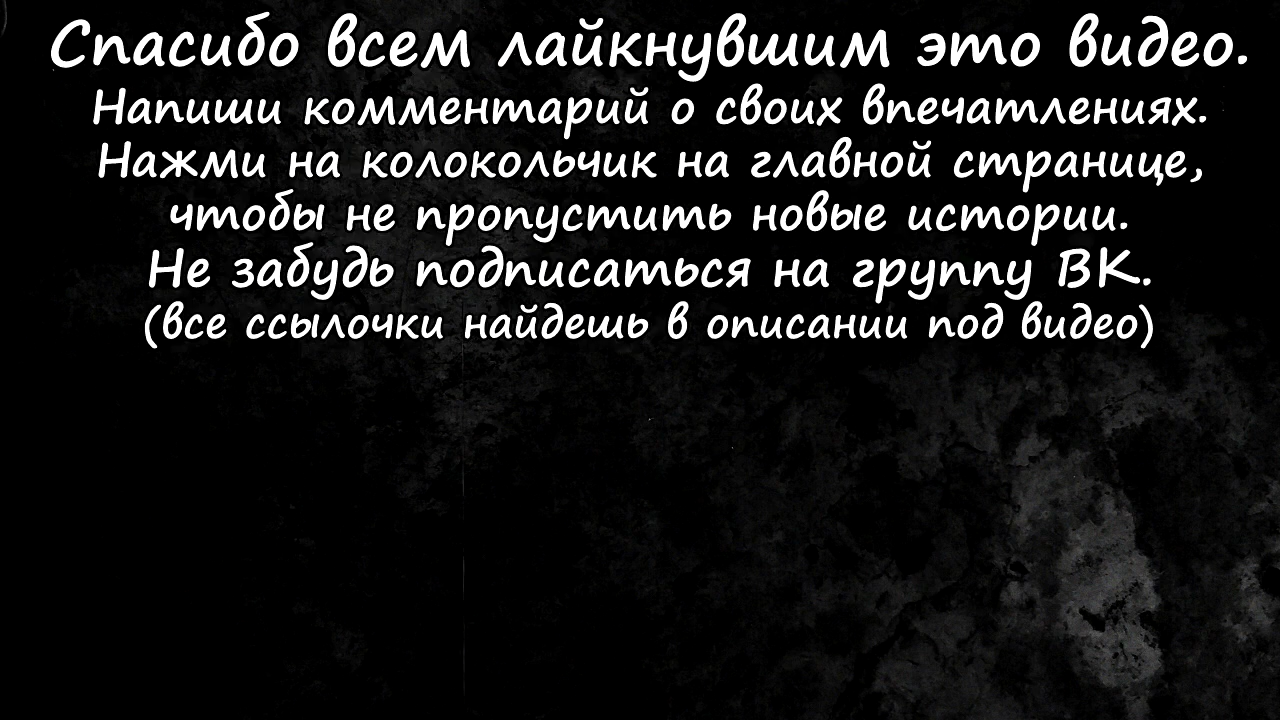 Спасибо всем лайкнувшим это видео.
Напиши комментарий о своих впечатлениях.
Нажми на колокольчик на главной странице,
чтобы не пропустить новые истории.
Не забудь подписаться на группу ВК.
(все ссылочки найдешь в описании под видео)